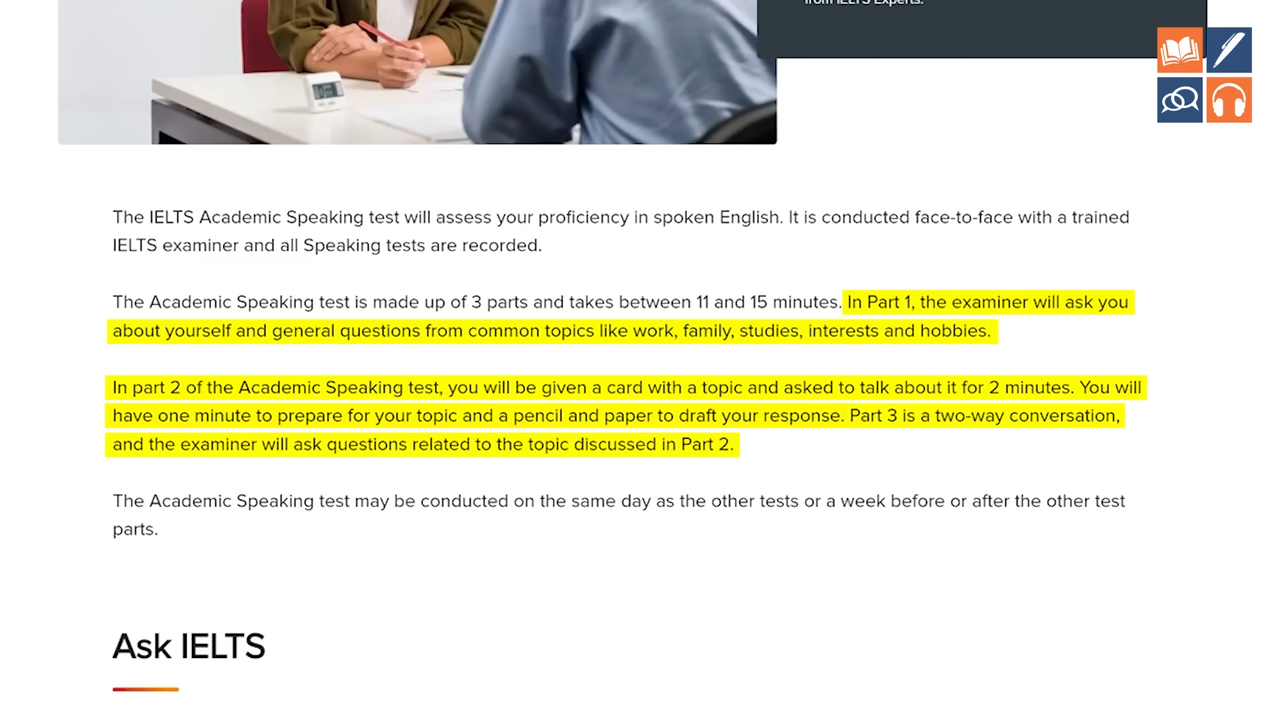 from IELTS Experts.
The IELTS Academic Speaking test will assess your proficiency in spoken English. It is conducted face-to-face with a trained
IELTS examiner and all Speaking tests are recorded.
The Academic Speaking test is made up of 3 parts and takes between 11 and 15 minutes. In Part 1, the examiner will ask you
about yourself and general questions from common topics like work, family, studies, interests and hobbies.
In part 2 of the Academic Speaking test, you will be given a card with a topic and asked to talk about it for 2 minutes. You will
have one minute to prepare for your topic and a pencil and paper to draft your response. Part 3 is a two-way conversation,
and the examiner will ask questions related to the topic discussed in Part 2.
The Academic Speaking test may be conducted on the same day as the other tests or a week before or after the other test
parts.
Ask IELTS